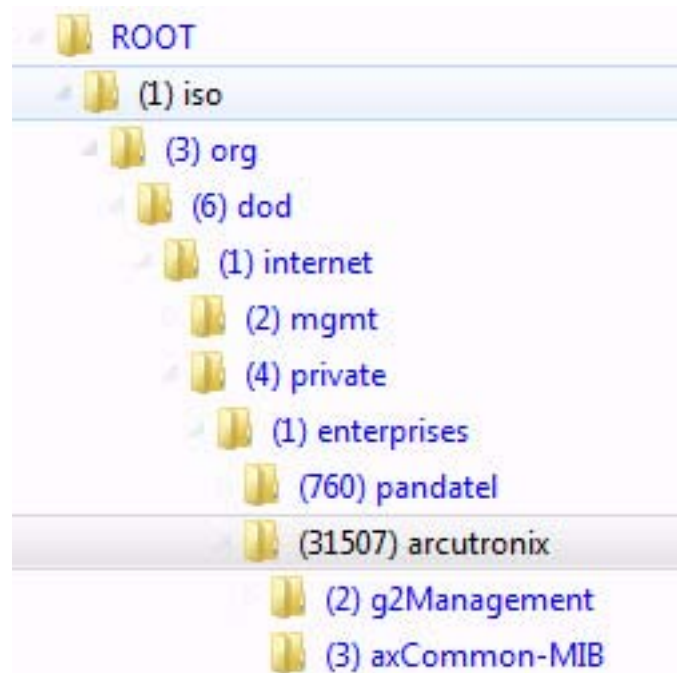 ROOT
(1) iso
(3) org
(6) dod
(1) internet
(2) mgmt
(4) private
(1) enterprises
(760) pandatel
(31507) arcutronix
(2) g2Management
(3) axCommon-MIB